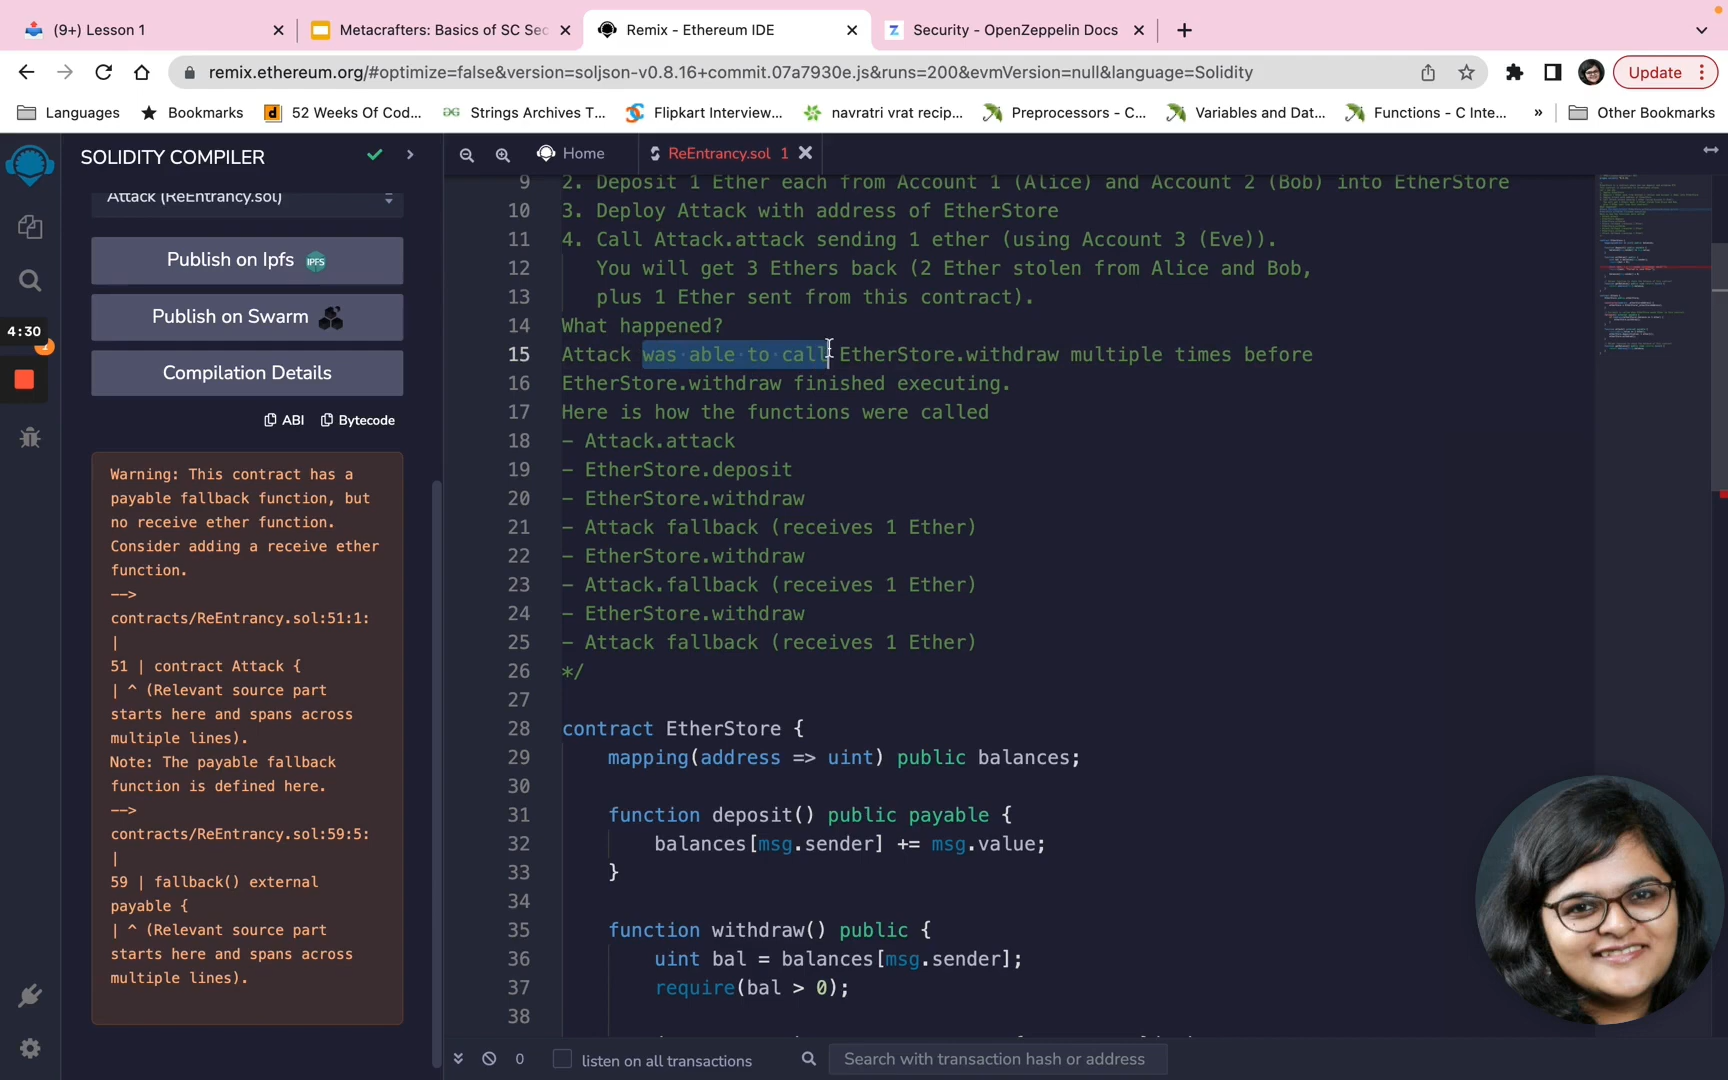 (9+) Lesson 1
Metacrafters: Basics of SC Sec
Remix - Ethereum IDE
Security - OpenZeppelin Docs
remix.ethereum.org/#optimize=false&version=soljson-v0.8.16+commit.07a7930e.js&runs=200&evmVersion=null&language=Solidity
Update
Languages
Bookmarks
52 Weeks Of Cod...
Strings Archives T...
Flipkart Interview...
navratri vrat recip...
Preprocessors - C...
Variables and Dat...
Functions - C Inte...
»
Other Bookmarks
SOLIDITY COMPILER
Attack (ReEntrancy.sol)
Publish on Ipfs
IPFS
Publish on Swarm
4:30
Compilation Details
ABI
Bytecode
Warning: This contract has a
payable fallback function, but
no receive ether function.
Consider adding a receive ether
function.
-->
contracts/ReEntrancy.sol:51:1:
|
51 | contract Attack {
| ^ (Relevant source part
starts here and spans across
multiple lines).
Note: The payable fallback
function is defined here.
-->
contracts/ReEntrancy.sol:59:5:
|
59 | fallback() external
payable {
| ^ (Relevant source part
starts here and spans across
multiple lines).
Home
ReEntrancy.sol 1
9 2. Deposit 1 Ether each from Account 1 (Alice) and Account 2 (Bob) into EtherStore
10 3. Deploy Attack with address of EtherStore
11 4. Call Attack.attack sending 1 ether (using Account 3 (Eve)).
12 You will get 3 Ethers back (2 Ether stolen from Alice and Bob,
13 plus 1 Ether sent from this contract).
14 What happened?
15 Attack was able to call EtherStore.withdraw multiple times before
16 EtherStore.withdraw finished executing.
17 Here is how the functions were called
18 - Attack.attack
19 - EtherStore.deposit
20 - EtherStore.withdraw
21 - Attack fallback (receives 1 Ether)
22 - EtherStore.withdraw
23 - Attack.fallback (receives 1 Ether)
24 - EtherStore.withdraw
25 - Attack fallback (receives 1 Ether)
26 */
27
28 contract EtherStore {
29 mapping(address => uint) public balances;
30
31 function deposit() public payable {
32 balances[msg.sender] += msg.value;
33 }
34
35 function withdraw() public {
36 uint bal = balances[msg.sender];
37 require(bal > 0);
38
0
listen on all transactions
Search with transaction hash or address